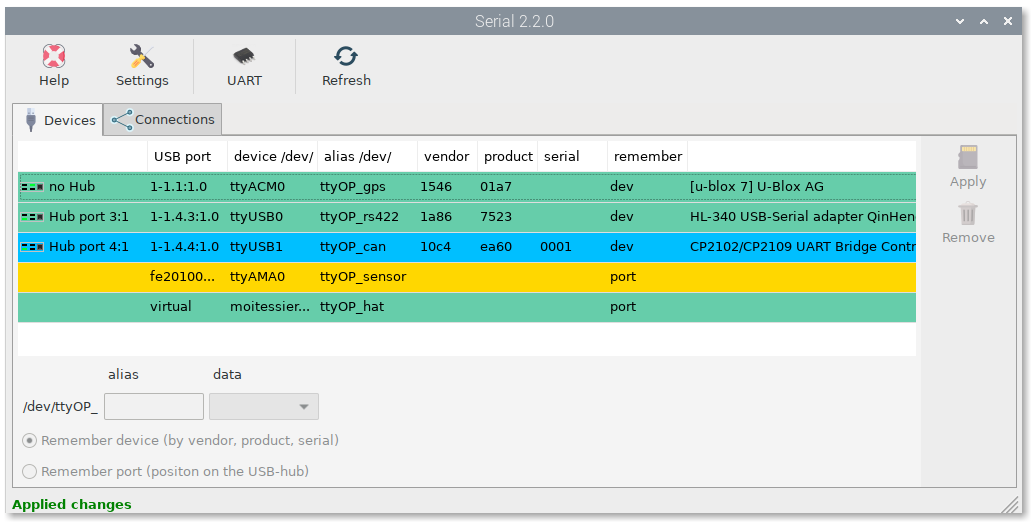 Serial 2.2.0
Help Settings UART Refresh
Devices Connections
USB port device /dev/ alias /dev/ vendor product serial remember
no Hub 1-1.1:1.0 ttyACM0 ttyOP_gps 1546 01a7 dev [u-blox 7] U-Blox AG
Hub port 3:1 1-1.4.3:1.0 ttyUSB0 ttyOP_rs422 1a86 7523 dev HL-340 USB-Serial adapter QinHen
Hub port 4:1 1-1.4.4:1.0 ttyUSB1 ttyOP_can 10c4 ea60 0001 dev CP2102/CP2109 UART Bridge Contr
fe20100... ttyAMA0 ttyOP_sensor port
virtual moitessier... ttyOP_hat port
Apply
Remove
alias data
/dev/ttyOP_
Remember device (by vendor, product, serial)
Remember port (positon on the USB-hub)
Applied changes